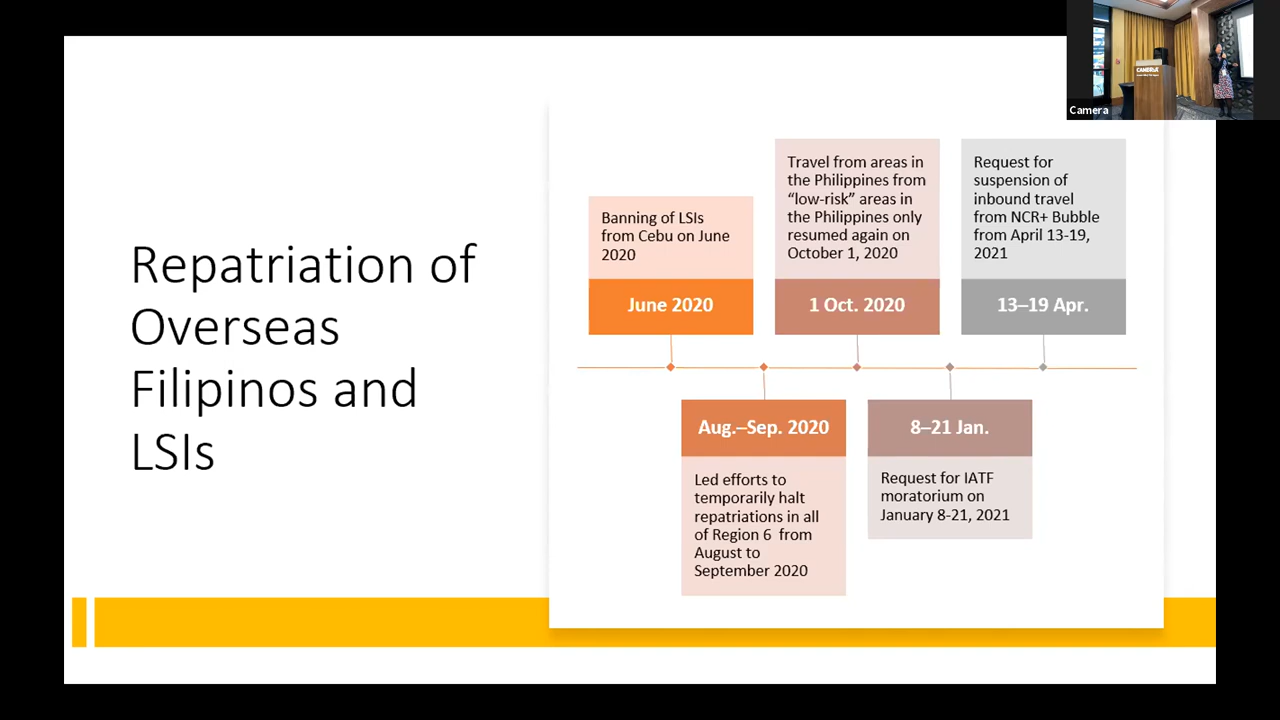 Camera
CAMBRIA
Repatriation of
Overseas
Filipinos and
LSIs
Banning of LSIs
from Cebu on June
2020
June 2020
Aug.–Sep. 2020
Led efforts to
temporarily halt
repatriations in all
of Region 6 from
August to
September 2020
Travel from areas in
the Philippines from
“low-risk” areas in
the Philippines only
resumed again on
October 1, 2020
1 Oct. 2020
8–21 Jan.
Request for IATF
moratorium on
January 8-21, 2021
Request for
suspension of
inbound travel
from NCR+ Bubble
from April 13-19,
2021
13–19 Apr.